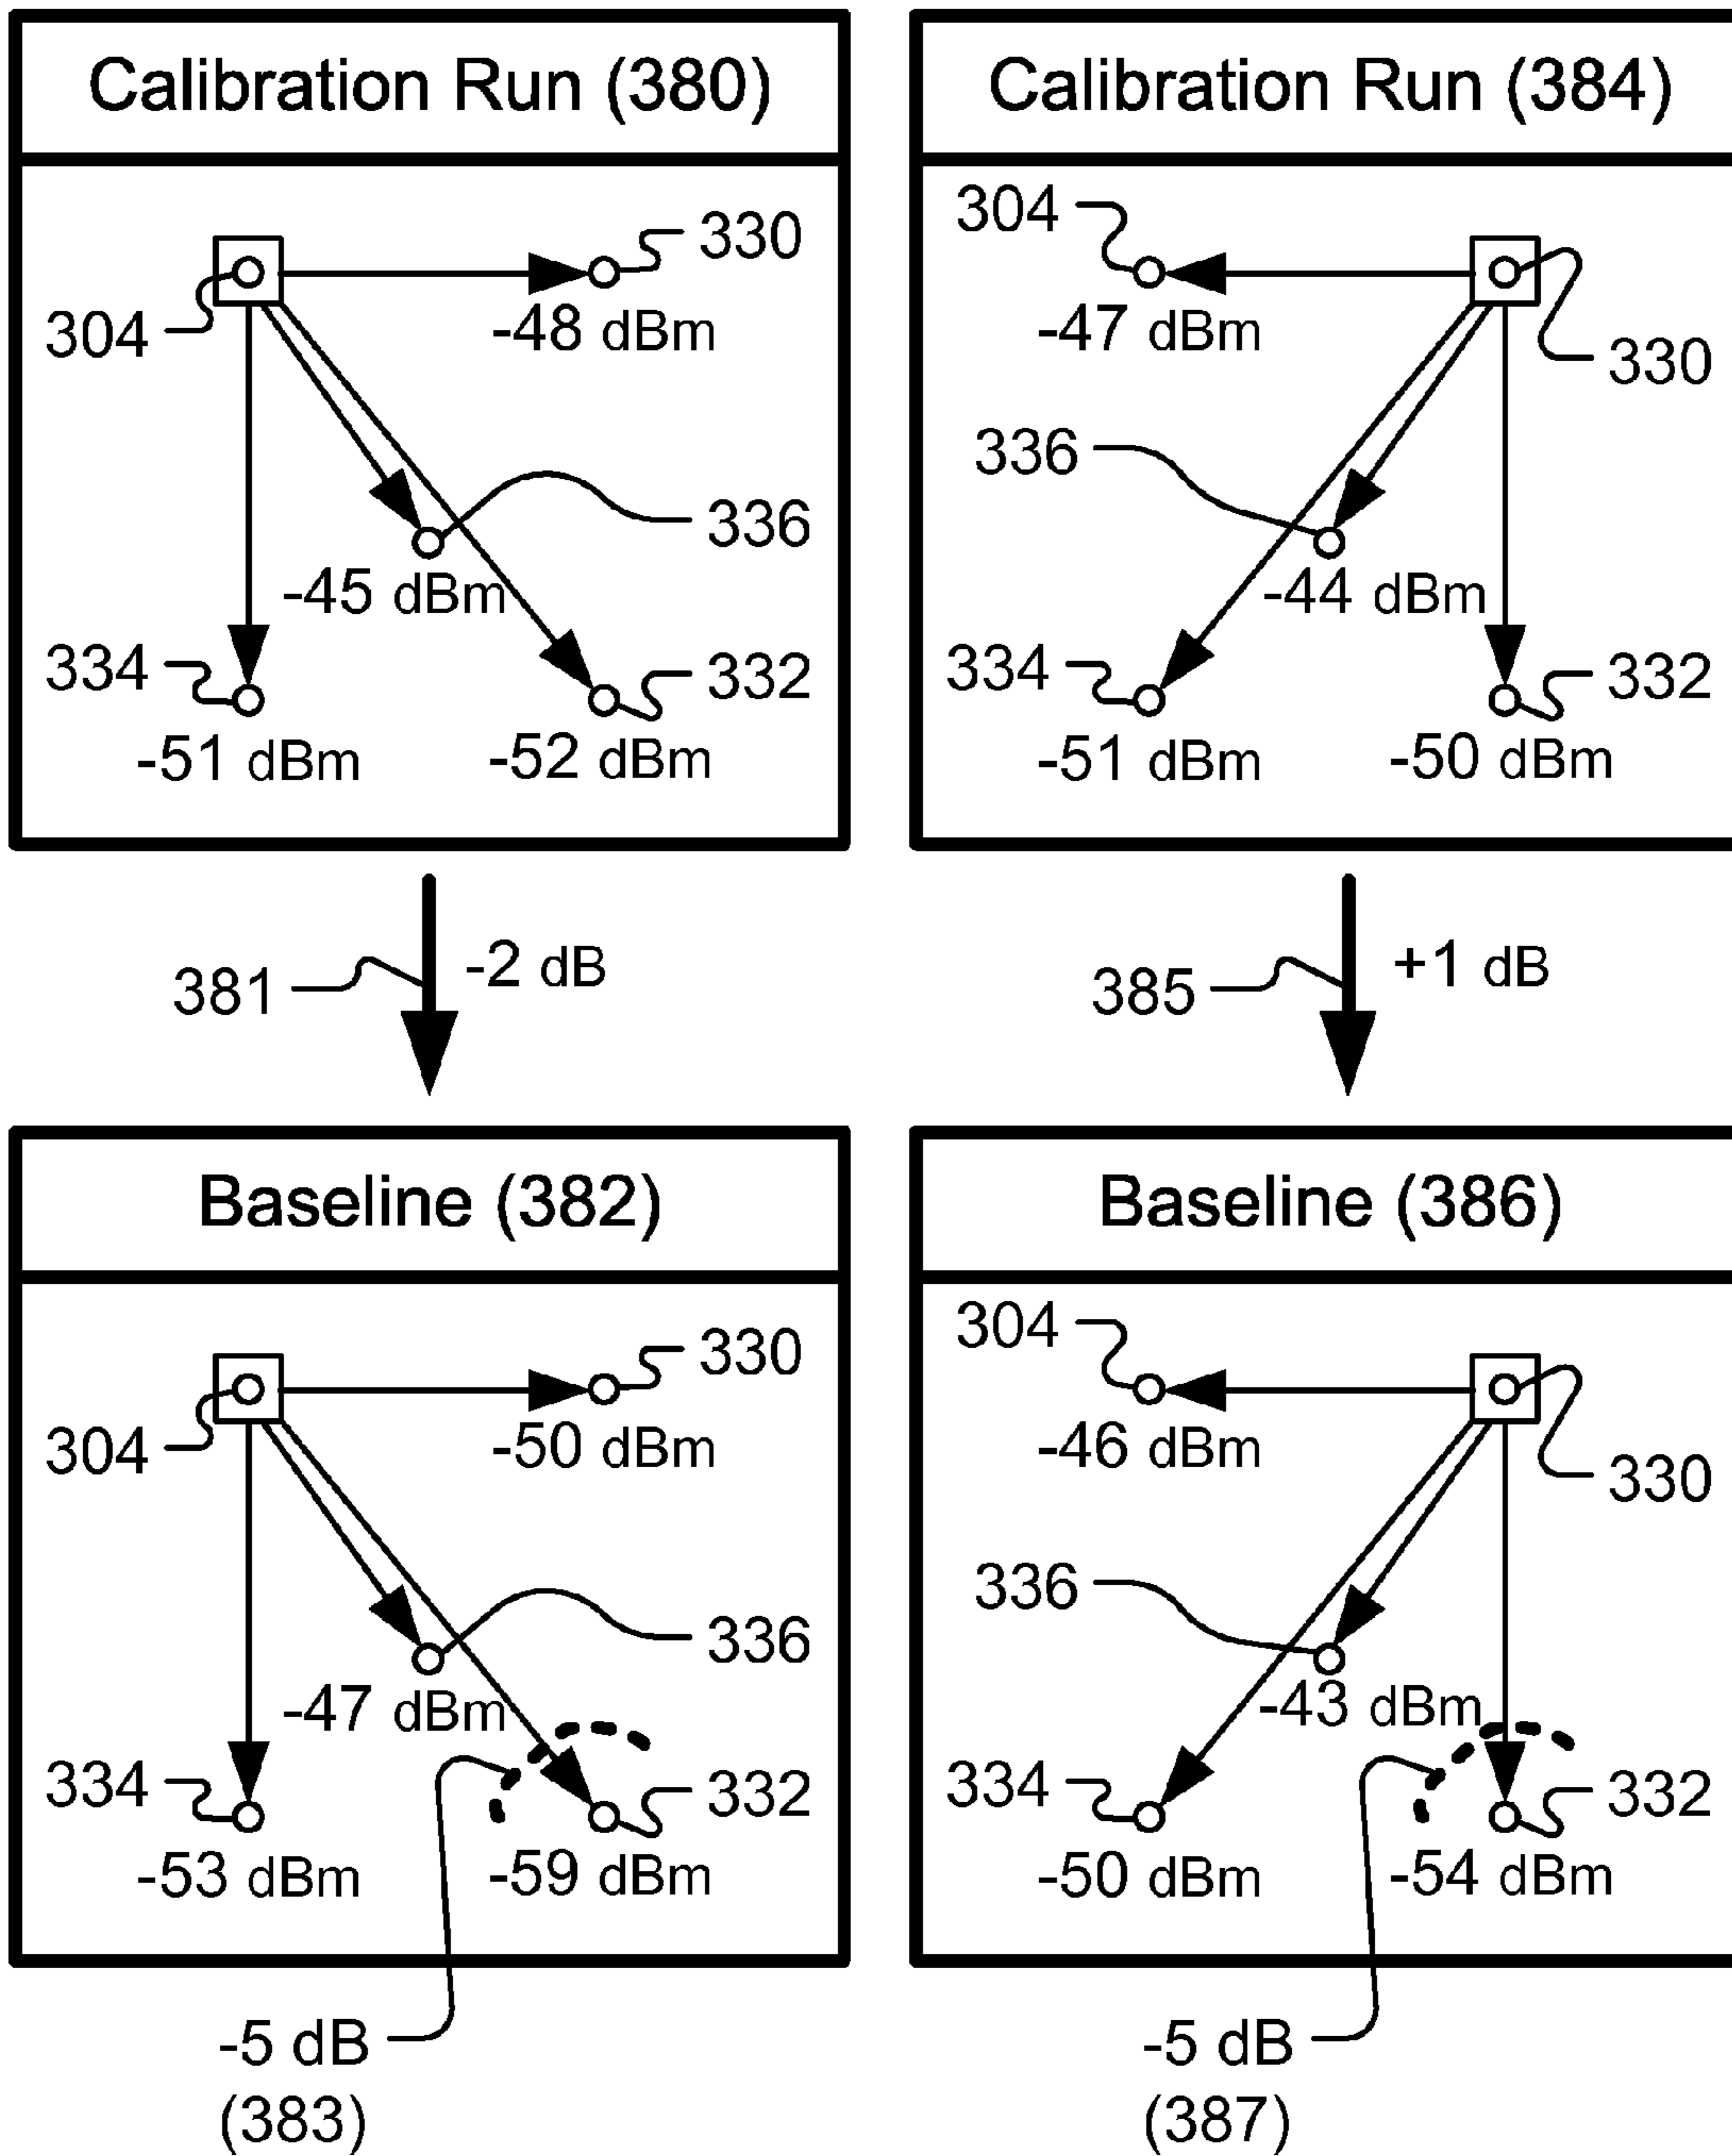 Calibration Run (380)
330
304
-48 dBm
336
-45 dBm
334
332
-51 dBm
-52 dBm
Calibration Run (384)
304
-47 dBm
330
336
-44 dBm
334
332
-51 dBm
-50 dBm
381
-2 dB
385
+1 dB
Baseline (382)
330
304
-50 dBm
336
-47 dBm
334
332
-53 dBm
-59 dBm
-5 dB
(383)
Baseline (386)
304
-46 dBm
330
336
-43 dBm
334
332
-50 dBm
-54 dBm
-5 dB
(387)